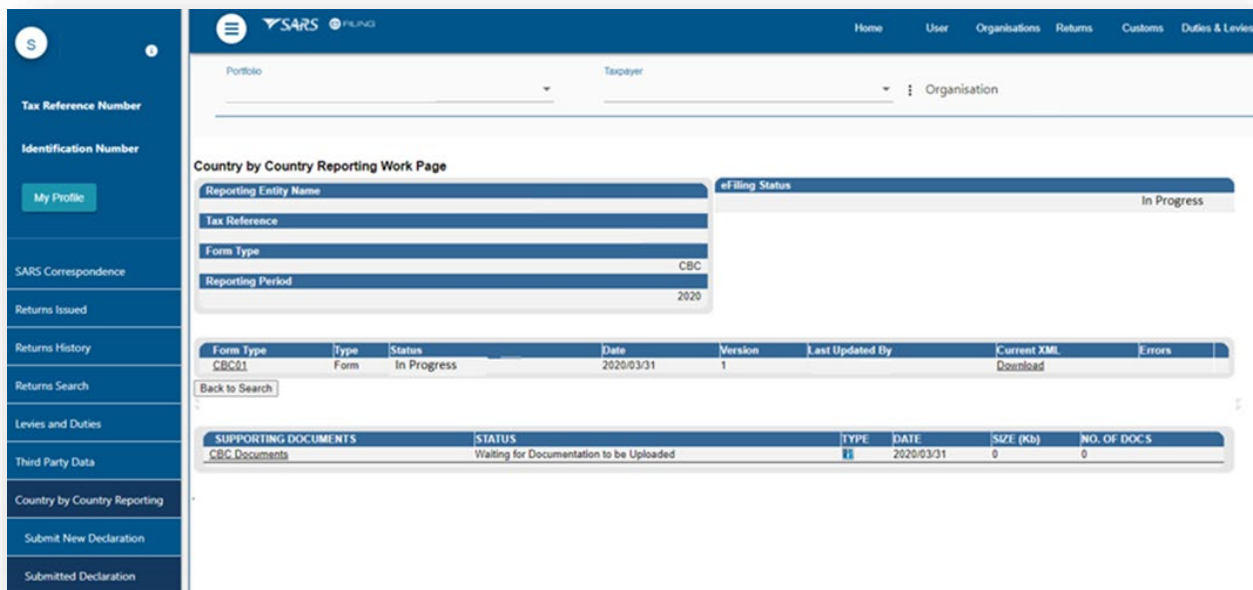 S
SARS eFILING
Home User Organisations Returns Customs Duties & Levies
Portfolio Taxpayer
Organisation
Tax Reference Number
Identification Number
My Profile
SARS Correspondence
Returns Issued
Returns History
Returns Search
Levies and Duties
Third Party Data
Country by Country Reporting
Submit New Declaration
Submitted Declaration
Country by Country Reporting Work Page
Reporting Entity Name
Tax Reference
Form Type
CBC
Reporting Period
2020
eFiling Status
In Progress
Form Type Type Status Date Version Last Updated By Current XML Errors
CBC01 Form In Progress 2020/03/31 1 Download
Back to Search
SUPPORTING DOCUMENTS STATUS TYPE DATE SIZE (Kb) NO. OF DOCS
CBC Documents Waiting for Documentation to be Uploaded 2020/03/31 0 0